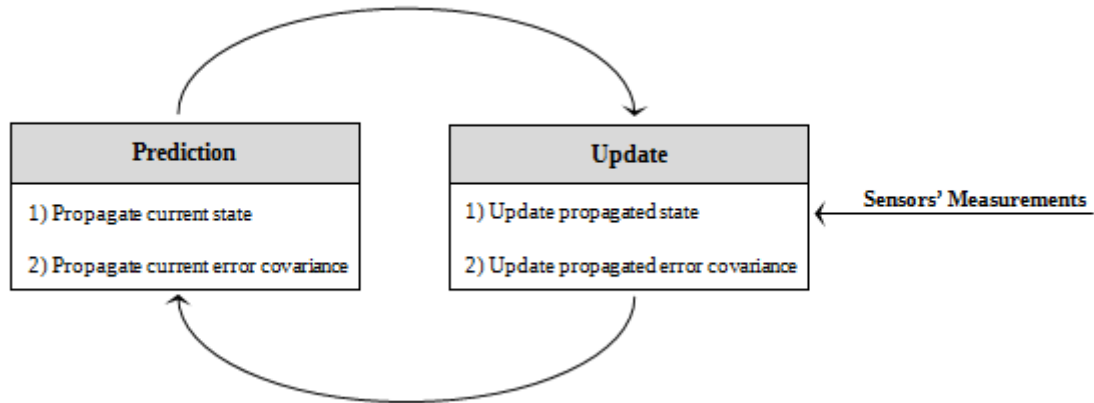 Prediction
1) Propagate current state
2) Propagate current error covariance
Update
1) Update propagated state
2) Update propagated error covariance
Sensors' Measurements